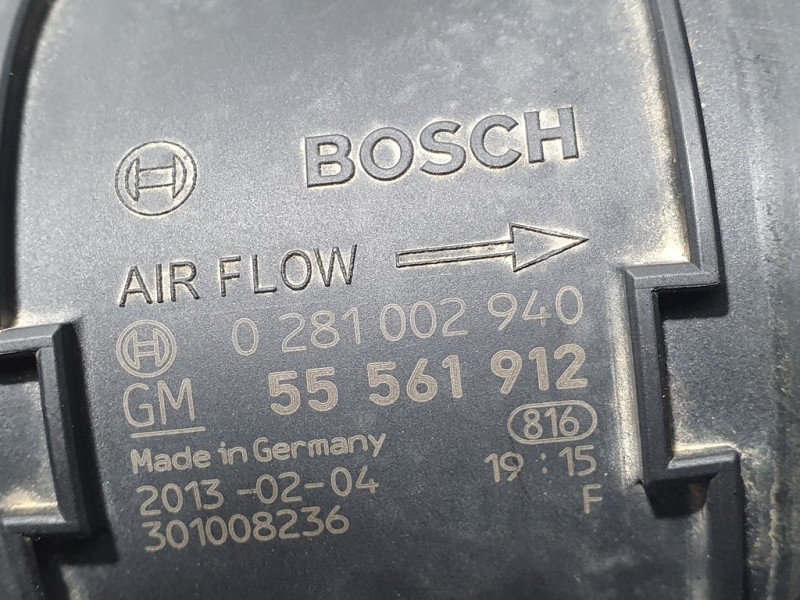 BOSCH
AIR FLOW
0 281 002 940
GM 55 561 912
816
Made in Germany
19:15
2013-02-04
F
301008236